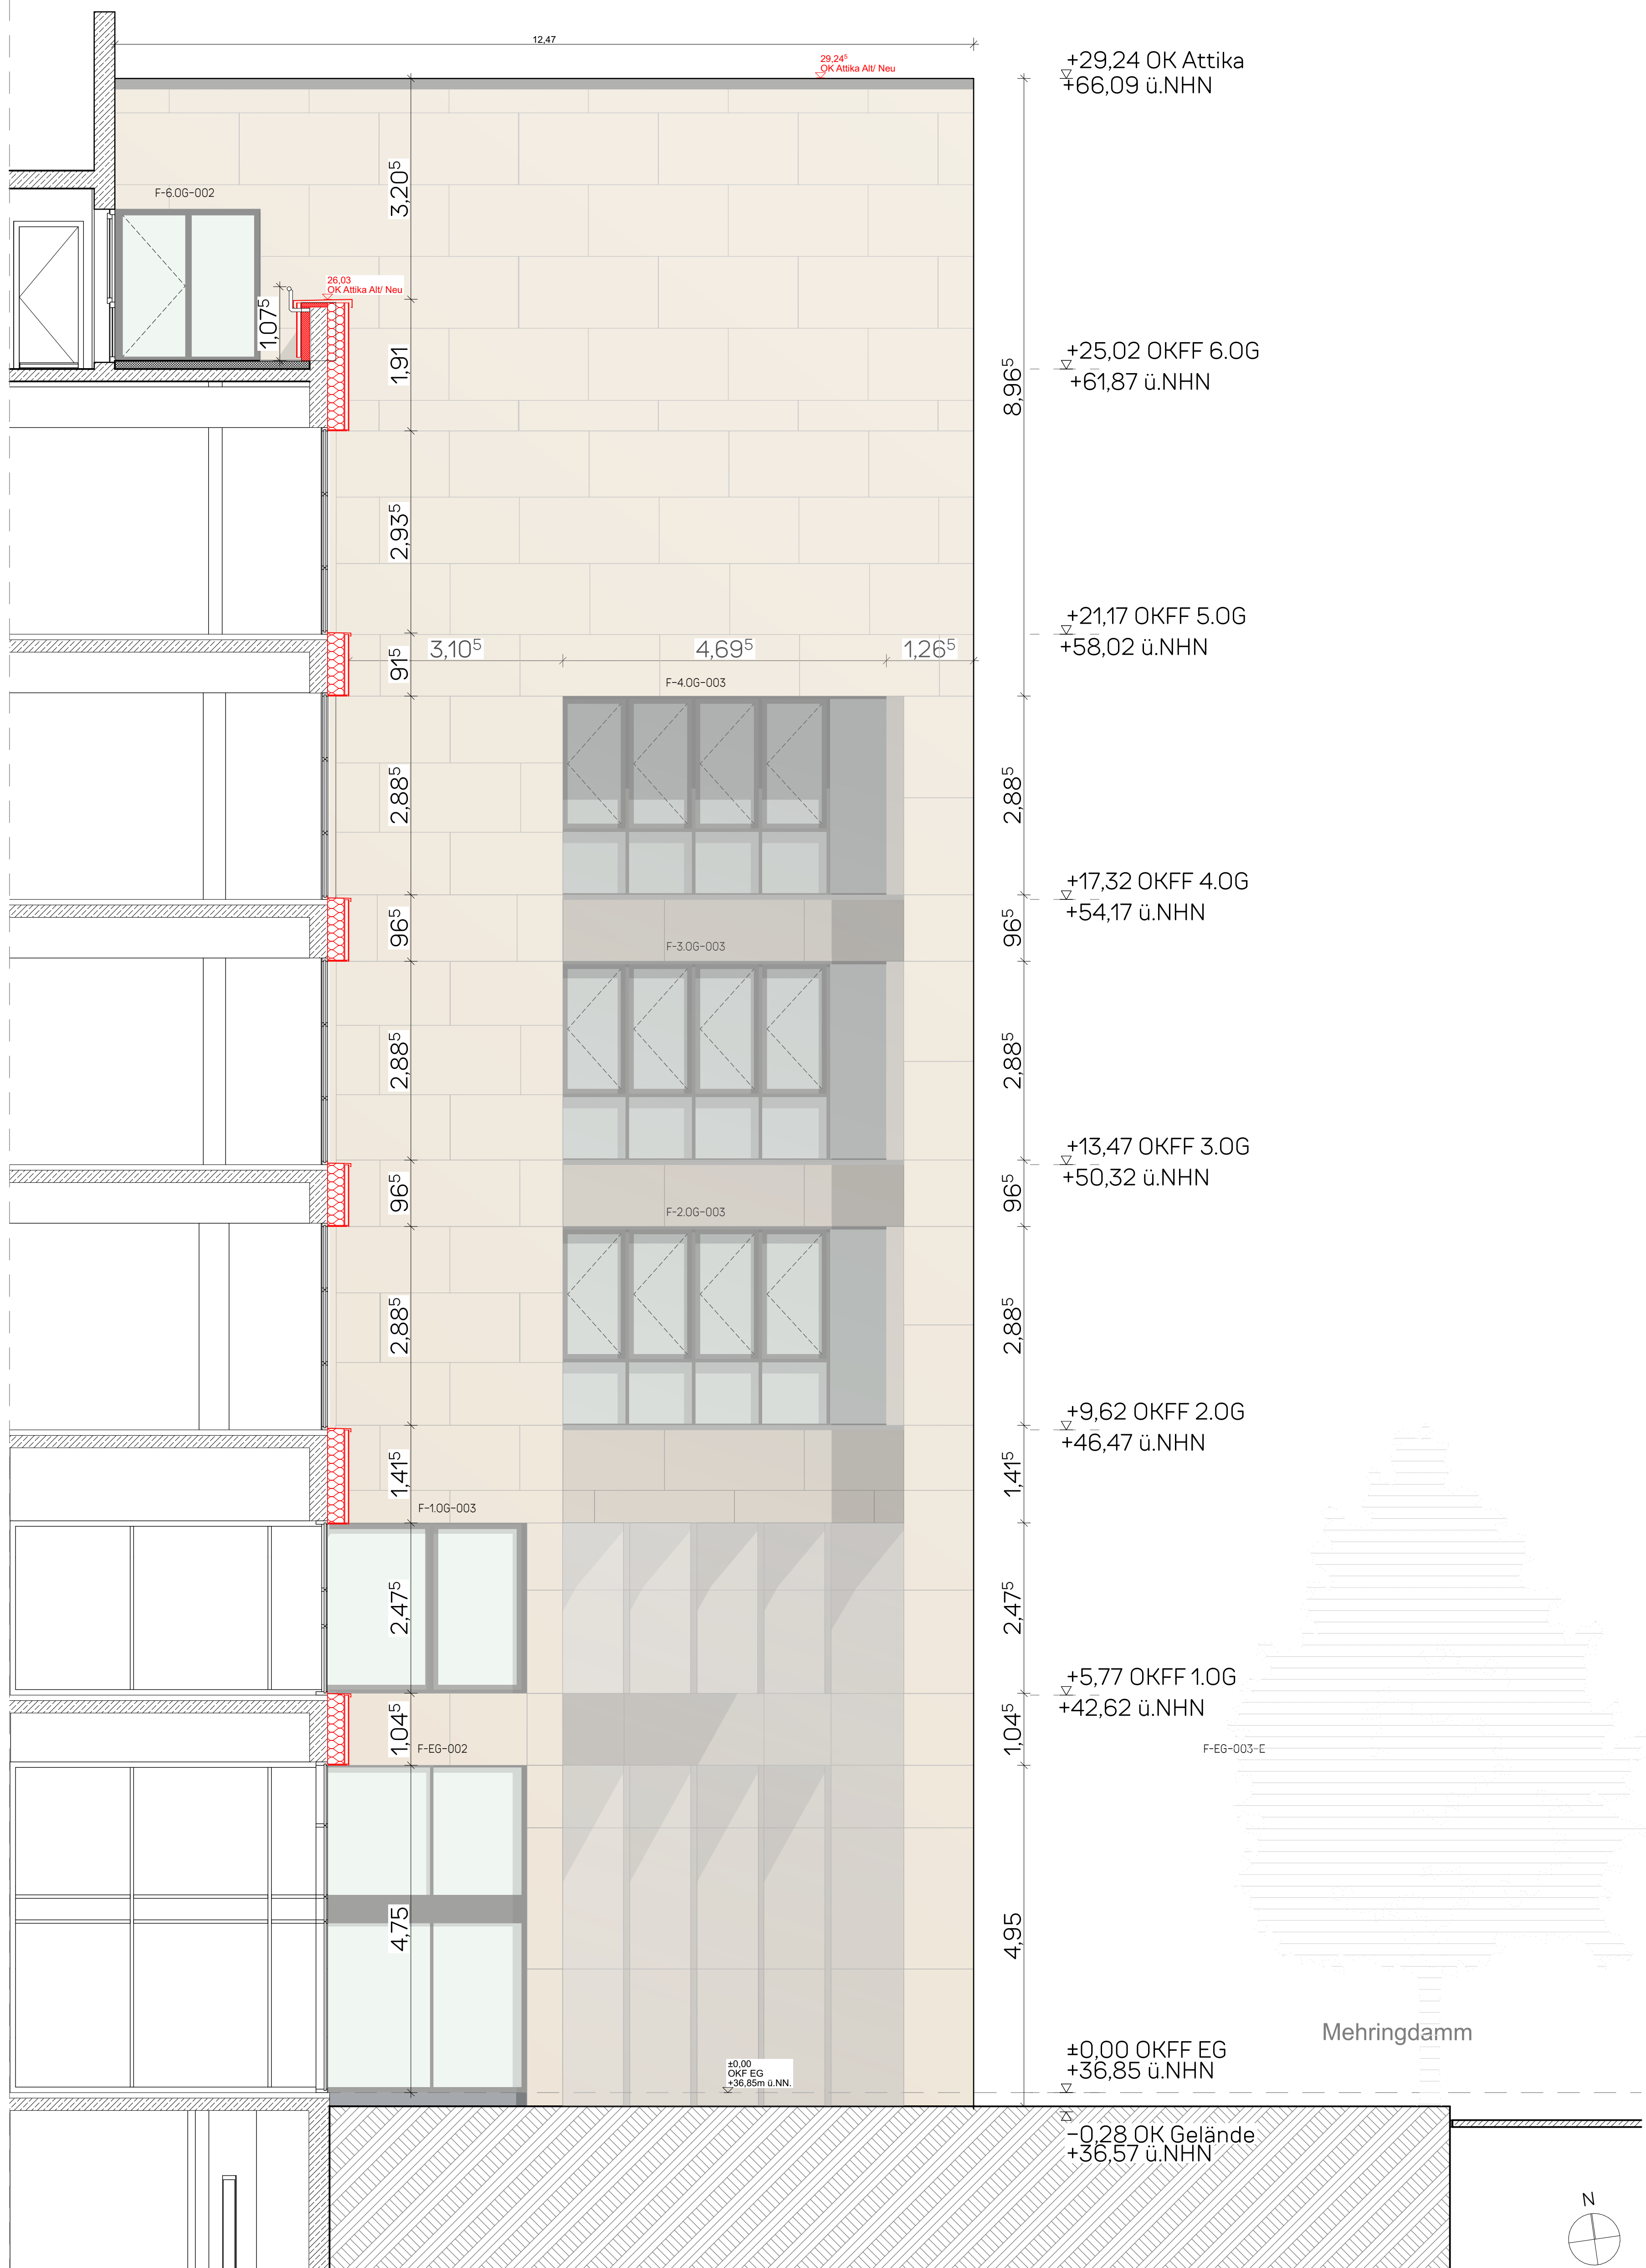 12,47
29,24⁵
OK Attika Alt/ Neu
+29,24 OK Attika
+66,09 ü.NHN
3,20⁵
F-6.OG-002
26,03
OK Attika Alt/ Neu
1,07⁵
1,91
8,96⁵
+25,02 OKFF 6.OG
+61,87 ü.NHN
2,93⁵
+21,17 OKFF 5.OG
+58,02 ü.NHN
91⁵
3,10⁵
4,69⁵
1,26⁵
F-4.OG-003
2,88⁵
2,88⁵
+17,32 OKFF 4.OG
+54,17 ü.NHN
96⁵
96⁵
F-3.OG-003
2,88⁵
2,88⁵
+13,47 OKFF 3.OG
+50,32 ü.NHN
96⁵
96⁵
F-2.OG-003
2,88⁵
2,88⁵
+9,62 OKFF 2.OG
+46,47 ü.NHN
1,41⁵
1,41⁵
F-1.OG-003
2,47⁵
2,47⁵
+5,77 OKFF 1.OG
+42,62 ü.NHN
1,04⁵
1,04⁵
F-EG-002
F-EG-003-E
4,75
4,95
Mehringdamm
±0,00 OKFF EG
+36,85 ü.NHN
±0,00
OKF EG
+36,85m ü.NN.
-0,28 OK Gelände
+36,57 ü.NHN
N